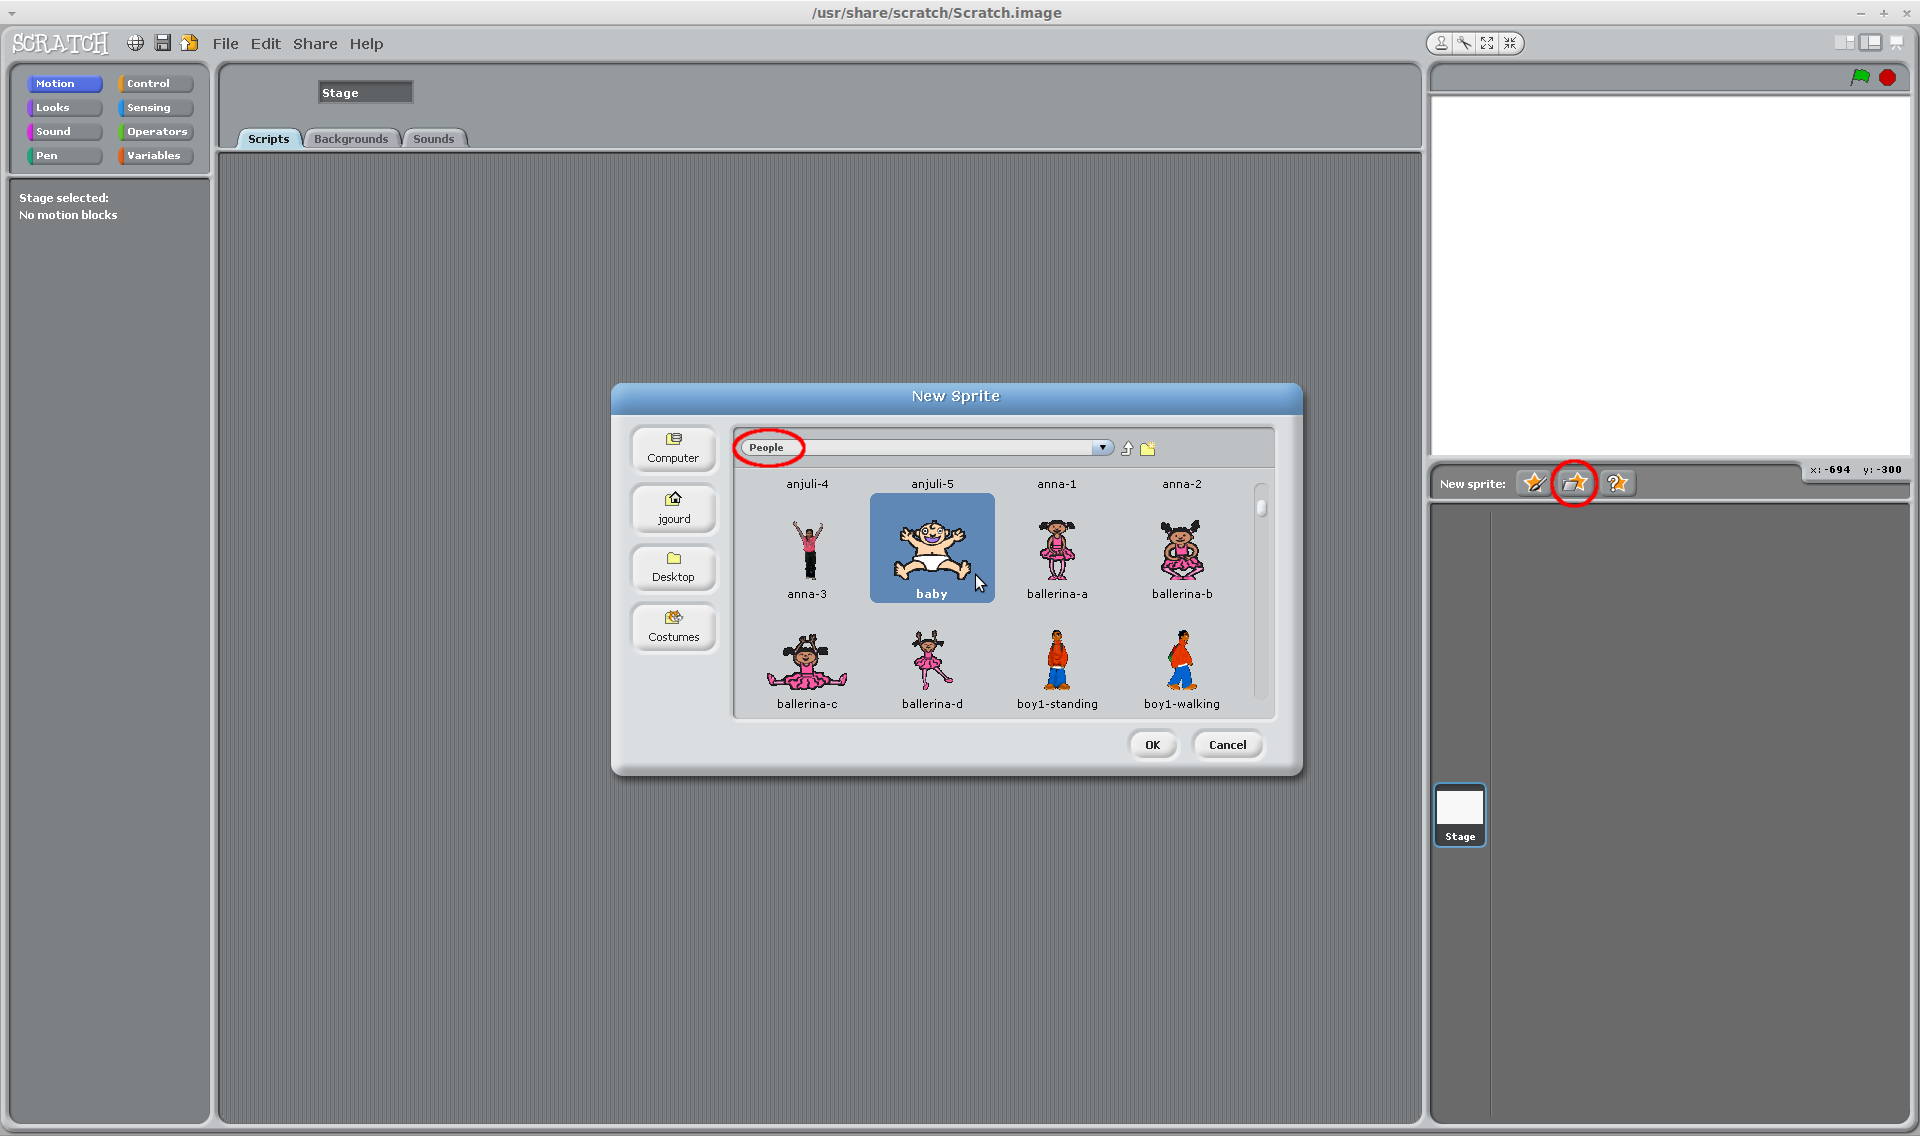 /usr/share/scratch/Scratch.image
SCRATCH File Edit Share Help
Motion Control
Looks Sensing
Sound Operators
Pen Variables
Stage selected:
No motion blocks
Stage
Scripts Backgrounds Sounds
New Sprite
Computer
jgourd
Desktop
Costumes
People
anjuli-4 anjuli-5 anna-1 anna-2
anna-3 baby ballerina-a ballerina-b
ballerina-c ballerina-d boy1-standing boy1-walking
OK Cancel
x: -694 y: -300
New sprite:
Stage